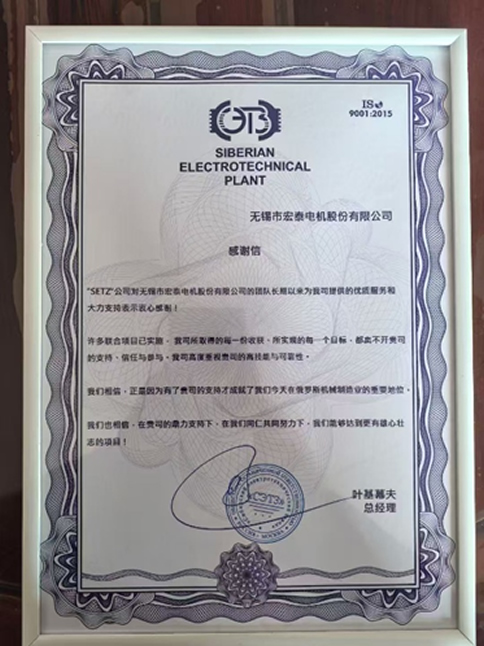 СЭТЗ
ISO
9001:2015
SIBERIAN
ELECTROTECHNICAL
PLANT
无锡市宏泰电机股份有限公司
感谢信
"SETZ"公司对无锡市宏泰电机股份有限公司的团队长期以来为我司提供的优质服务和
大力支持表示衷心感谢！
许多联合项目已实施，我司所取得的每一份收获、所实现的每一个目标，都离不开贵司
的支持、信任与参与。我司高度重视贵司的高技能与可靠性。
我们相信，正是因为有了贵司的支持才成就了我们今天在俄罗斯机械制造业的重要地位。
我们也相信，在贵司的鼎力支持下，在我们同仁共同努力下，我们能够达到更有雄心壮
志的项目！
«СЭТЗ»
叶基慕夫
总经理